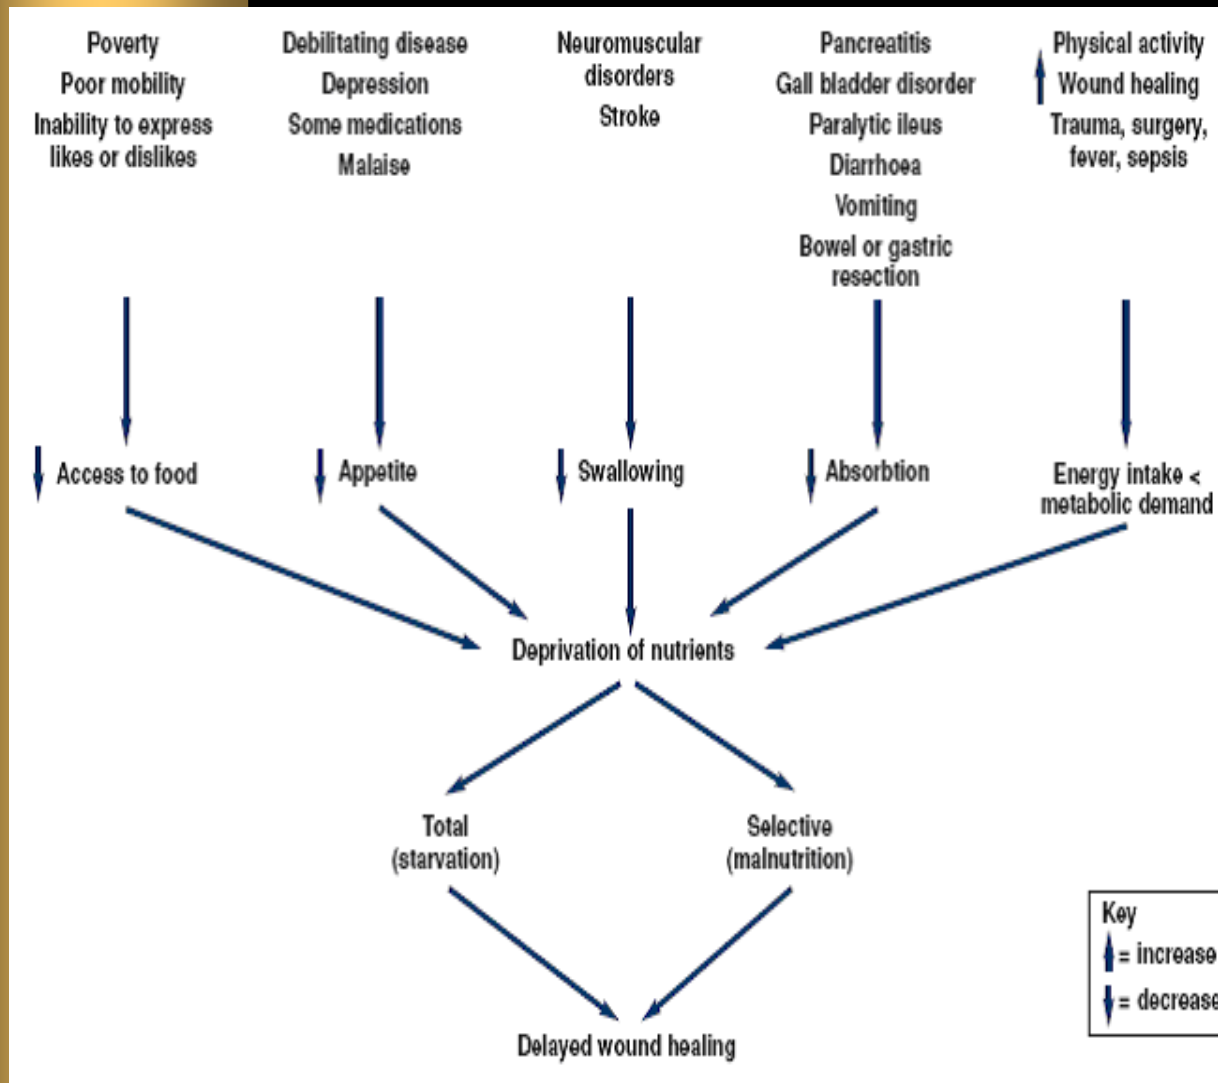 Poverty
Poor mobility
Inability to express
likes or dislikes
Debilitating disease
Depression
Some medications
Malaise
Neuromuscular
disorders
Stroke
Pancreatitis
Gall bladder disorder
Paralytic ileus
Diarrhoea
Vomiting
Bowel or gastric
resection
Physical activity
Wound healing
Trauma, surgery,
fever, sepsis
Access to food
Appetite
Swallowing
Absorbtion
Energy intake <
metabolic demand
Deprivation of nutrients
Total
(starvation)
Selective
(malnutrition)
Delayed wound healing
Key
= increase
= decrease